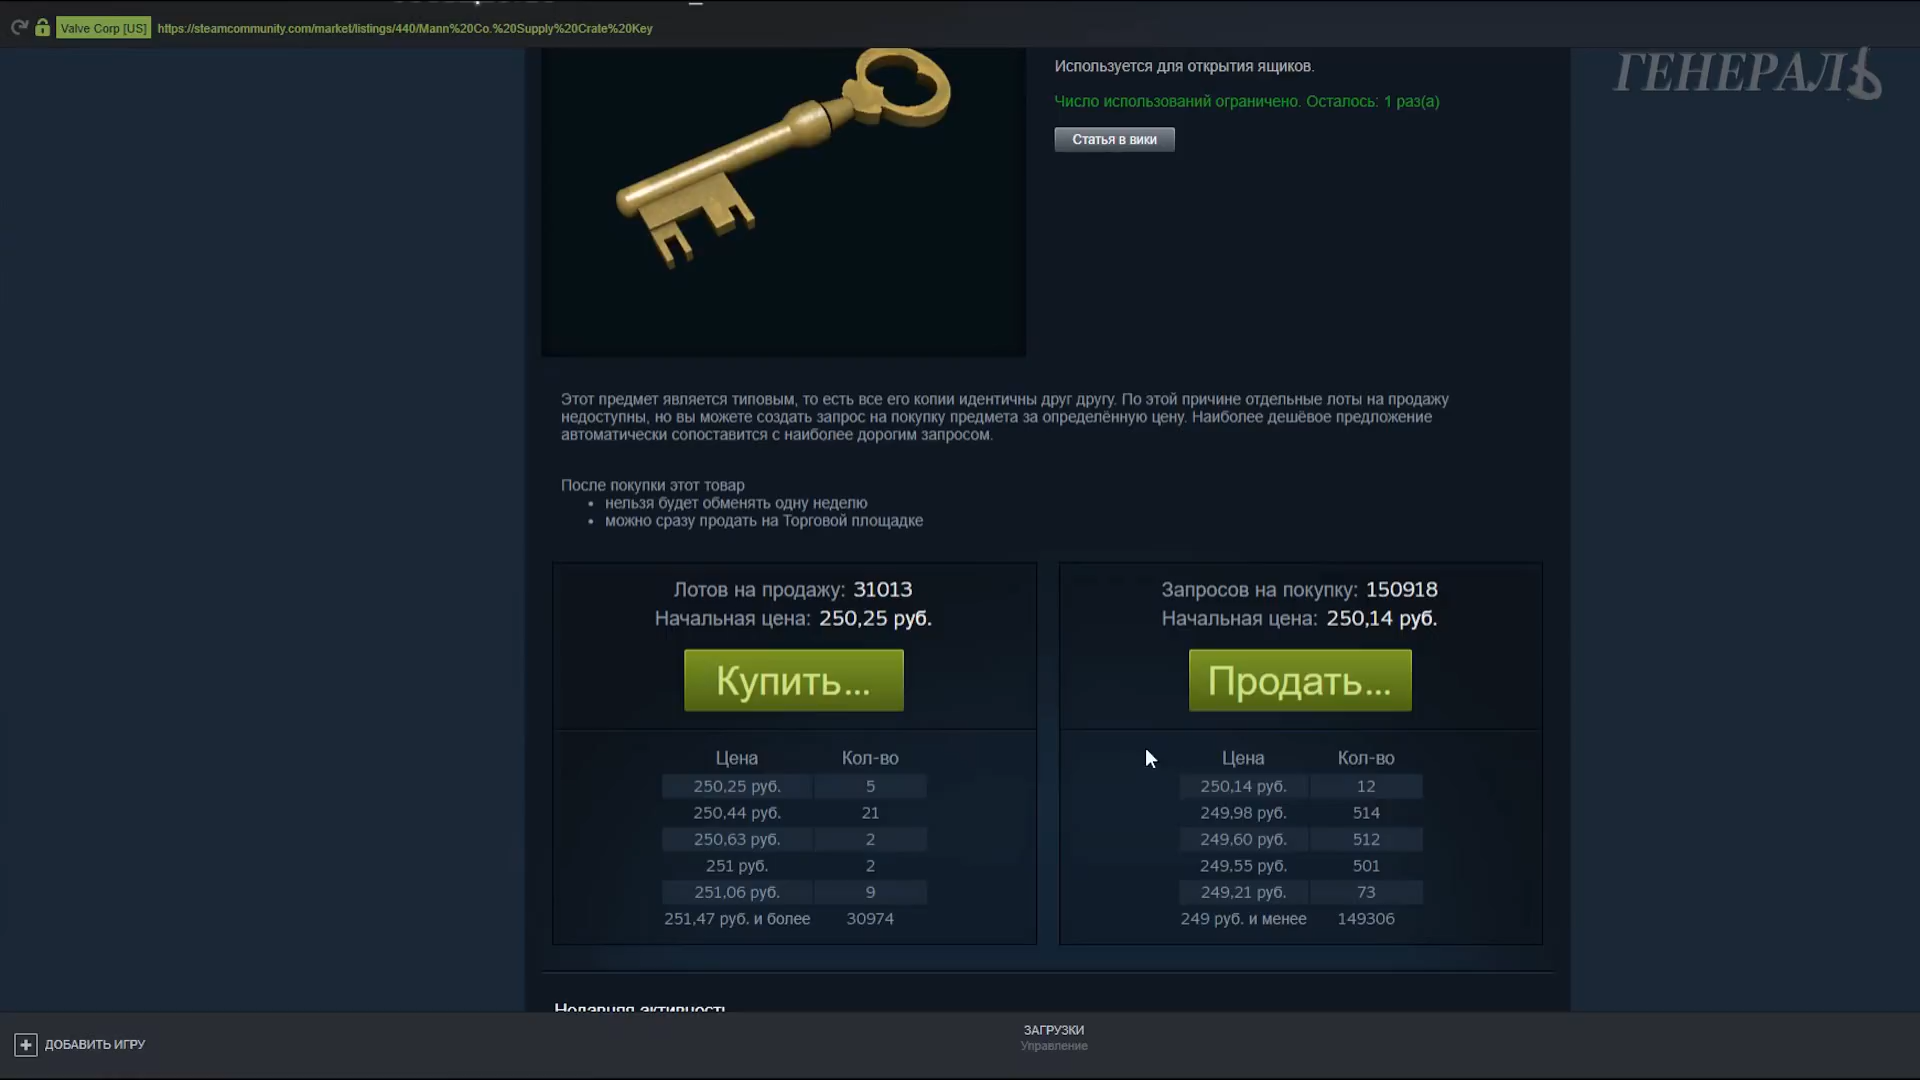 Valve Corp [US] https://steamcommunity.com/market/listings/440/Mann%20Co.%20Supply%20Crate%20Key
ГЕНЕРАЛЪ
Используется для открытия ящиков.
Число использований ограничено. Осталось: 1 раз(а)
Статья в вики
Этот предмет является типовым, то есть все его копии идентичны друг другу. По этой причине отдельные лоты на продажу
недоступны, но вы можете создать запрос на покупку предмета за определённую цену. Наиболее дешёвое предложение
автоматически сопоставится с наиболее дорогим запросом.
После покупки этот товар
• нельзя будет обменять одну неделю
• можно сразу продать на Торговой площадке
Лотов на продажу: 31013
Начальная цена: 250,25 руб.
Купить...
Цена Кол-во
250,25 руб. 5
250,44 руб. 21
250,63 руб. 2
251 руб. 2
251,06 руб. 9
251,47 руб. и более 30974
Запросов на покупку: 150918
Начальная цена: 250,14 руб.
Продать...
Цена Кол-во
250,14 руб. 12
249,98 руб. 514
249,60 руб. 512
249,55 руб. 501
249,21 руб. 73
249 руб. и менее 149306
Недавняя активность
ДОБАВИТЬ ИГРУ
ЗАГРУЗКИ
Управление